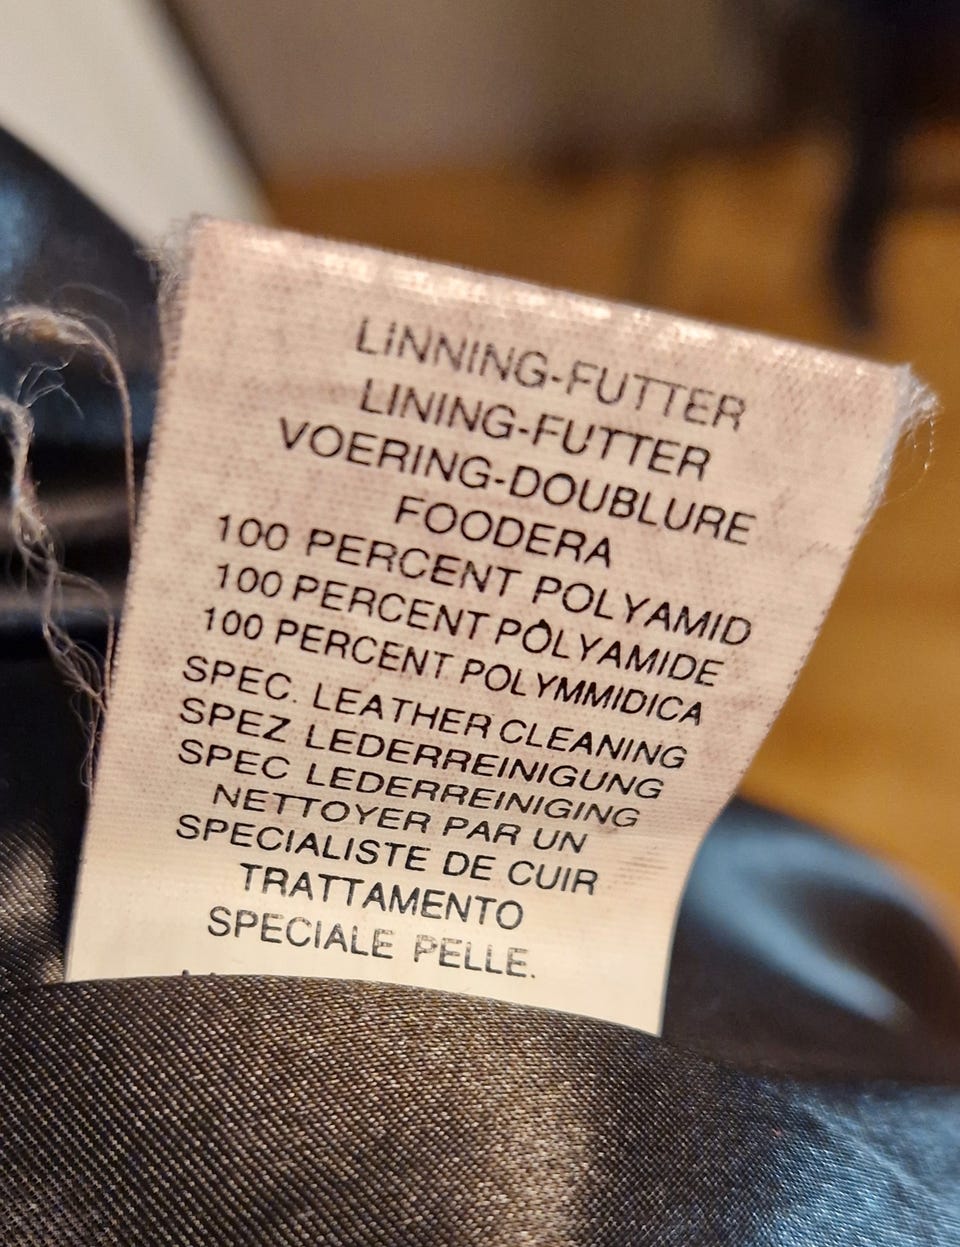 LINNING-FUTTER
LINING-FUTTER
VOERING-DOUBLURE
FOODERA
100 PERCENT POLYAMID
100 PERCENT POLYAMIDE
100 PERCENT POLYMMIDICA
SPEC. LEATHER CLEANING
SPEZ LEDERREINIGUNG
SPEC LEDERREINIGING
NETTOYER PAR UN
SPECIALISTE DE CUIR
TRATTAMENTO
SPECIALE PELLE.